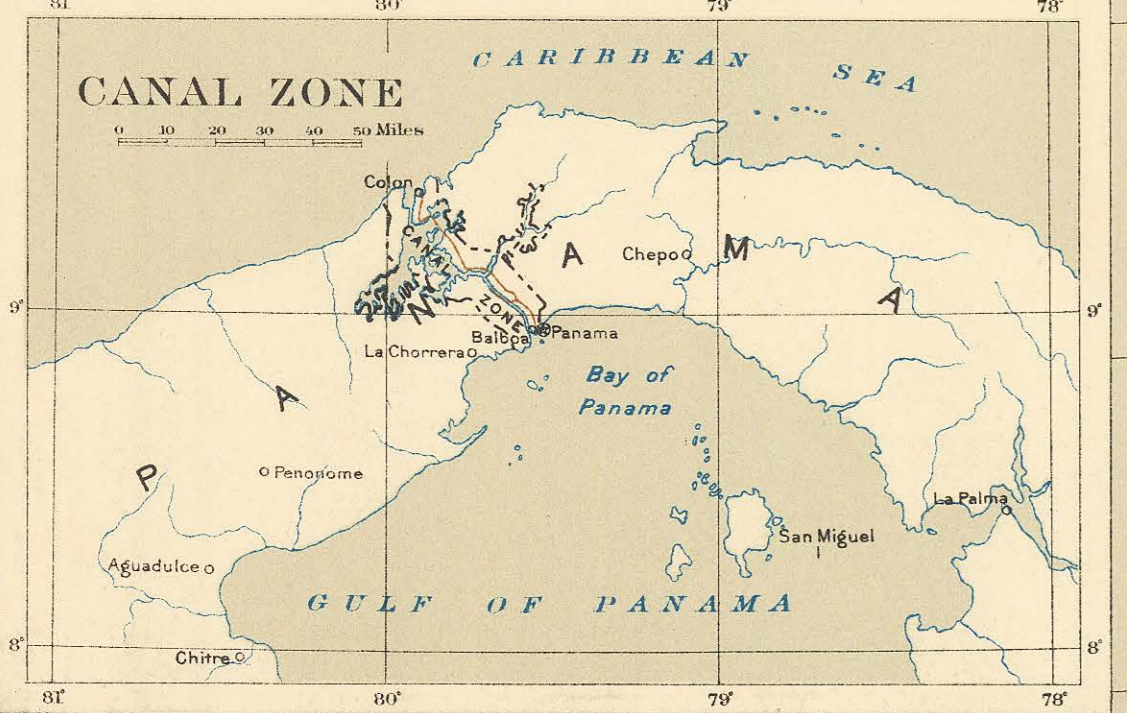 81°
80°
79°
78°
CARIBBEAN SEA
CANAL ZONE
0 10 20 30 40 50 Miles
Colon
CANAL ZONE
Chepo
PANAMA
9°
9°
Balboa
Panama
La Chorrera
Bay of
Panama
Penonome
La Palma
San Miguel
I
Aguadulce
GULF OF PANAMA
8°
8°
Chitre
81°
80°
79°
78°